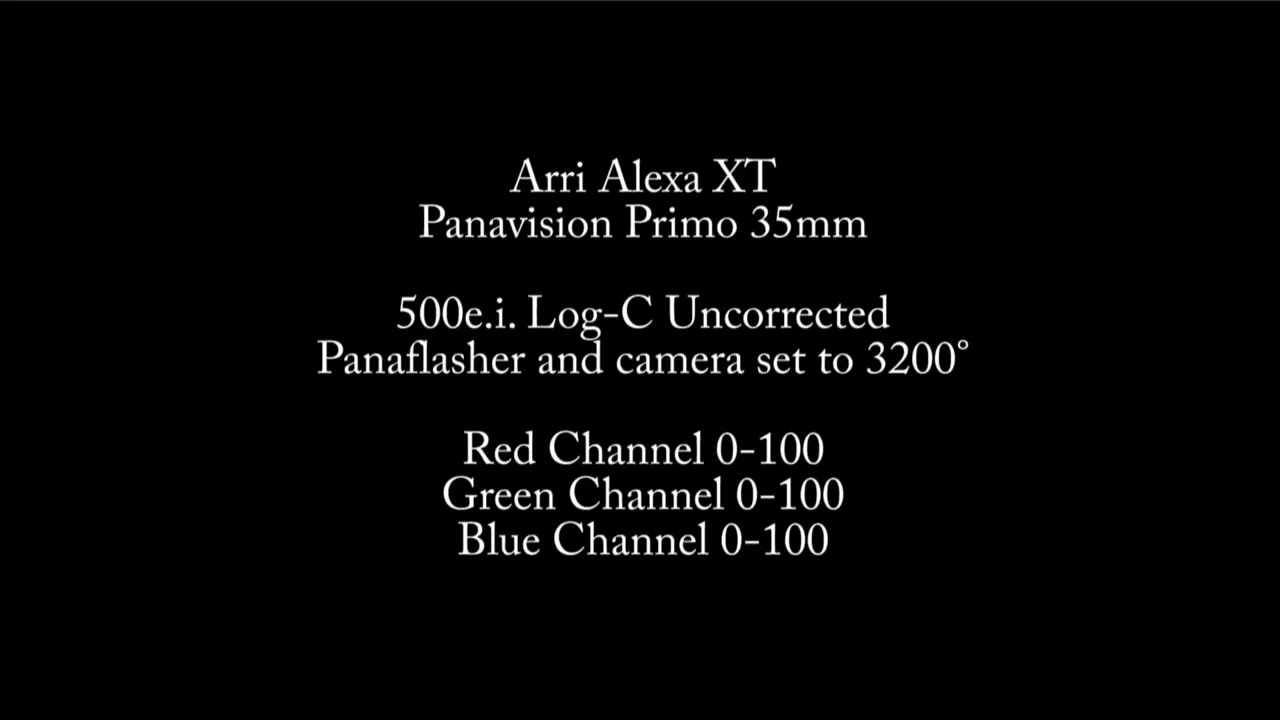 Arri Alexa XT
Panavision Primo 35mm
500e.i. Log-C Uncorrected
Panaflasher and camera set to 3200°
Red Channel 0-100
Green Channel 0-100
Blue Channel 0-100